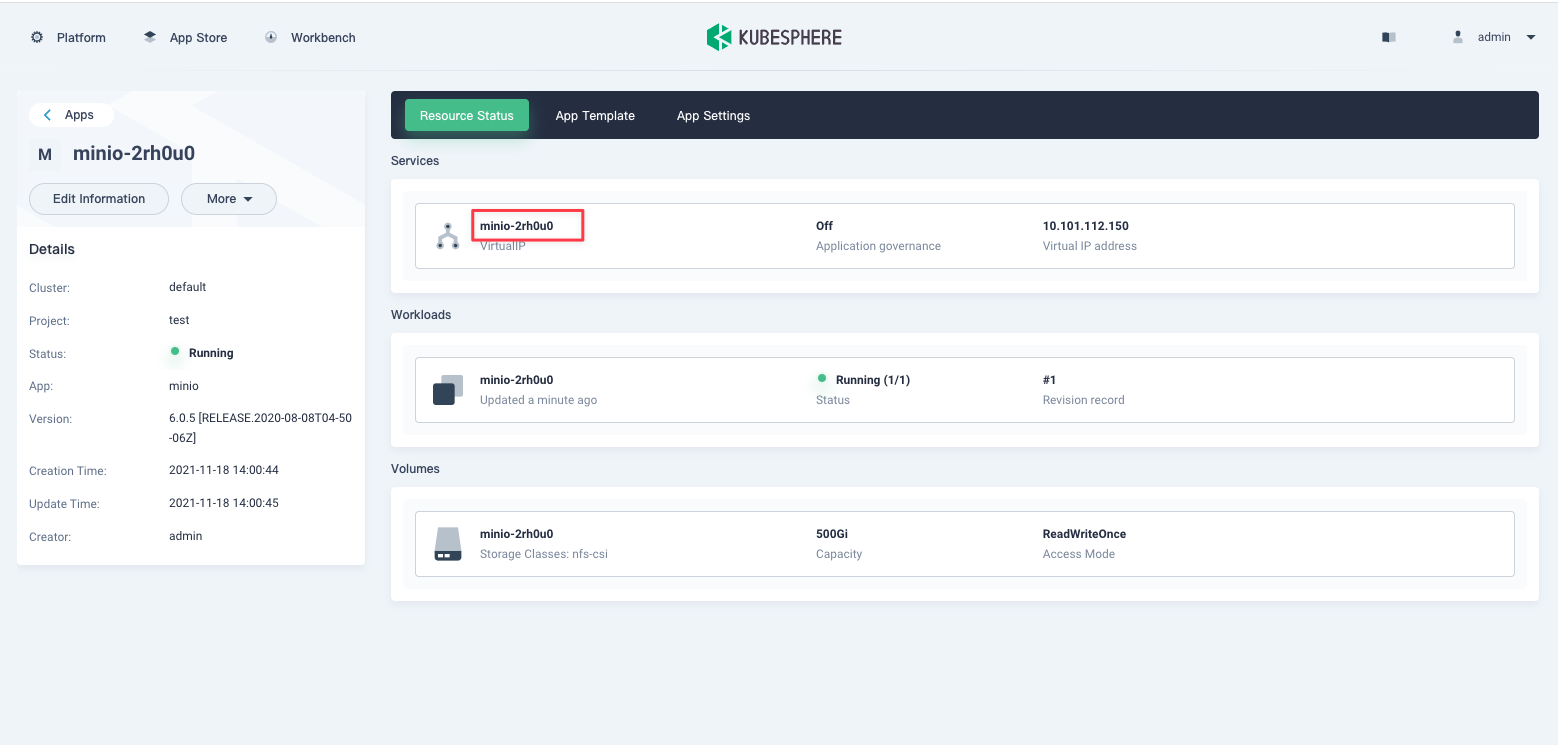 Platform
App Store
Workbench
KUBESPHERE
admin
Apps
M
minio-2rh0u0
Edit Information
More
Details
Cluster: default
Project: test
Status: Running
App: minio
Version: 6.0.5 [RELEASE.2020-08-08T04-50
-06Z]
Creation Time: 2021-11-18 14:00:44
Update Time: 2021-11-18 14:00:45
Creator: admin
Resource Status
App Template
App Settings
Services
minio-2rh0u0
VirtualIP
Off
Application governance
10.101.112.150
Virtual IP address
Workloads
minio-2rh0u0
Updated a minute ago
Running (1/1)
Status
#1
Revision record
Volumes
minio-2rh0u0
Storage Classes: nfs-csi
500Gi
Capacity
ReadWriteOnce
Access Mode